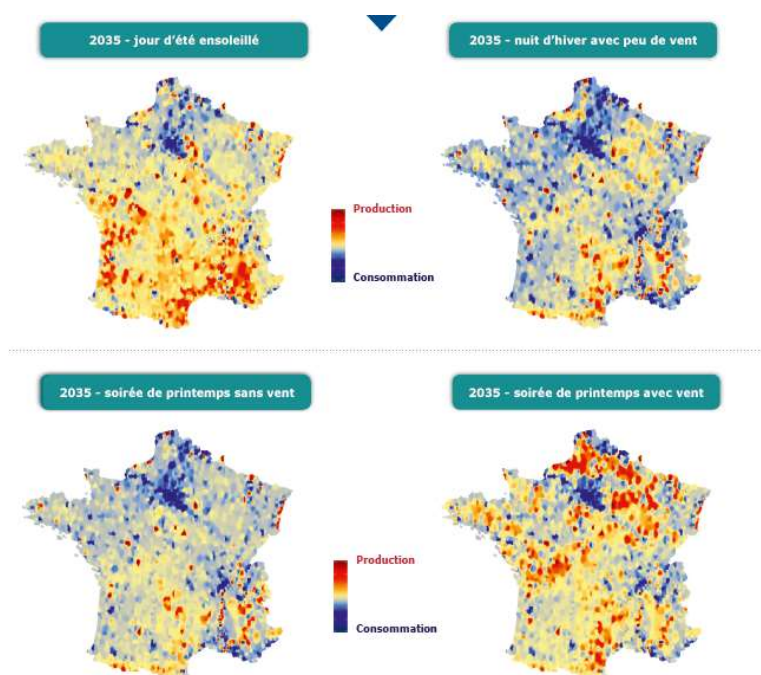 2035 - jour d'été ensoleillé
2035 - nuit d'hiver avec peu de vent
Production
Consommation
2035 - soirée de printemps sans vent
2035 - soirée de printemps avec vent
Production
Consommation